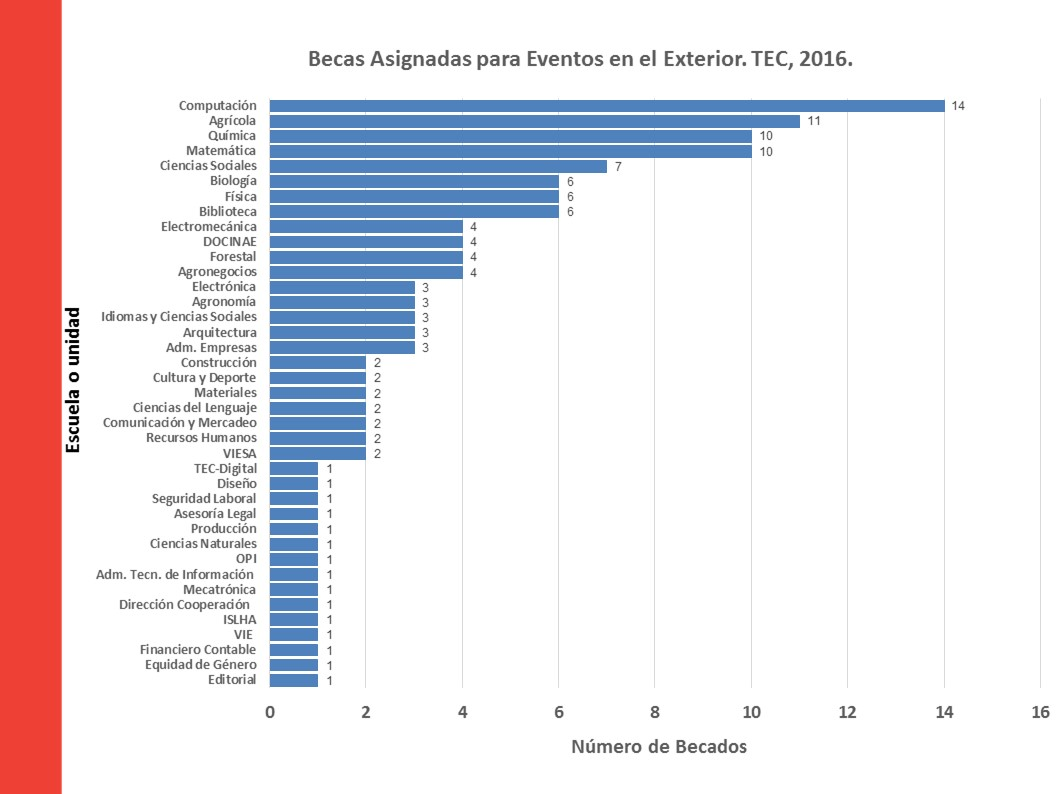 Becas Asignadas para Eventos en el Exterior. TEC, 2016.
Escuela o unidad
Computación 14
Agrícola 11
Química 10
Matemática 10
Ciencias Sociales 7
Biología 6
Física 6
Biblioteca 6
Electromecánica 4
DOCINAE 4
Forestal 4
Agronegocios 4
Electrónica 3
Agronomía 3
Idiomas y Ciencias Sociales 3
Arquitectura 3
Adm. Empresas 3
Construcción 2
Cultura y Deporte 2
Materiales 2
Ciencias del Lenguaje 2
Comunicación y Mercadeo 2
Recursos Humanos 2
VIESA 2
TEC-Digital 1
Diseño 1
Seguridad Laboral 1
Asesoría Legal 1
Producción 1
Ciencias Naturales 1
OPI 1
Adm. Tecn. de Información 1
Mecatrónica 1
Dirección Cooperación 1
ISLHA 1
VIE 1
Financiero Contable 1
Equidad de Género 1
Editorial 1
0 2 4 6 8 10 12 14 16
Número de Becados